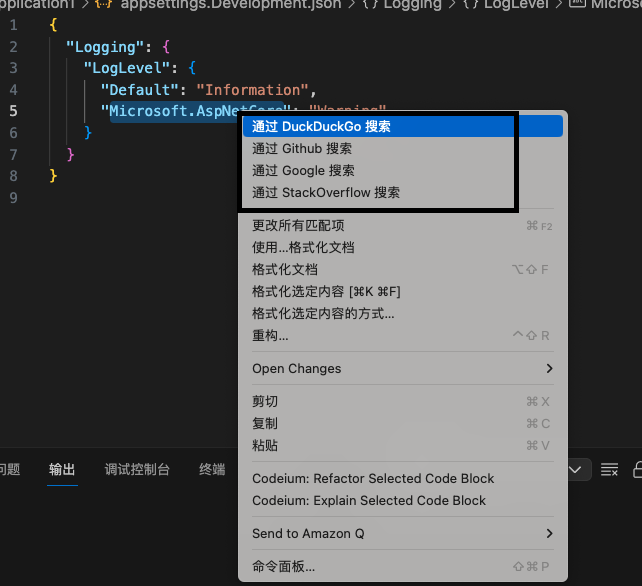 pplication1 > {··} appsettings.Development.json > {} Logging > {} LogLevel > abc Microso
1 {
2 "Logging": {
3 "LogLevel": {
4 "Default": "Information",
5 "Microsoft.AspNetCore": "Warning"
6 }
7 }
8 }
9
通过 DuckDuckGo 搜索
通过 Github 搜索
通过 Google 搜索
通过 StackOverflow 搜索
更改所有匹配项 ⌘F2
使用...格式化文档
格式化文档 ⌥⇧F
格式化选定内容 [⌘K ⌘F]
格式化选定内容的方式...
重构... ^⇧R
Open Changes >
剪切 ⌘X
复制 ⌘C
粘贴 ⌘V
问题 输出 调试控制台 终端
Codeium: Refactor Selected Code Block
Codeium: Explain Selected Code Block
Send to Amazon Q >
命令面板... ⇧⌘P